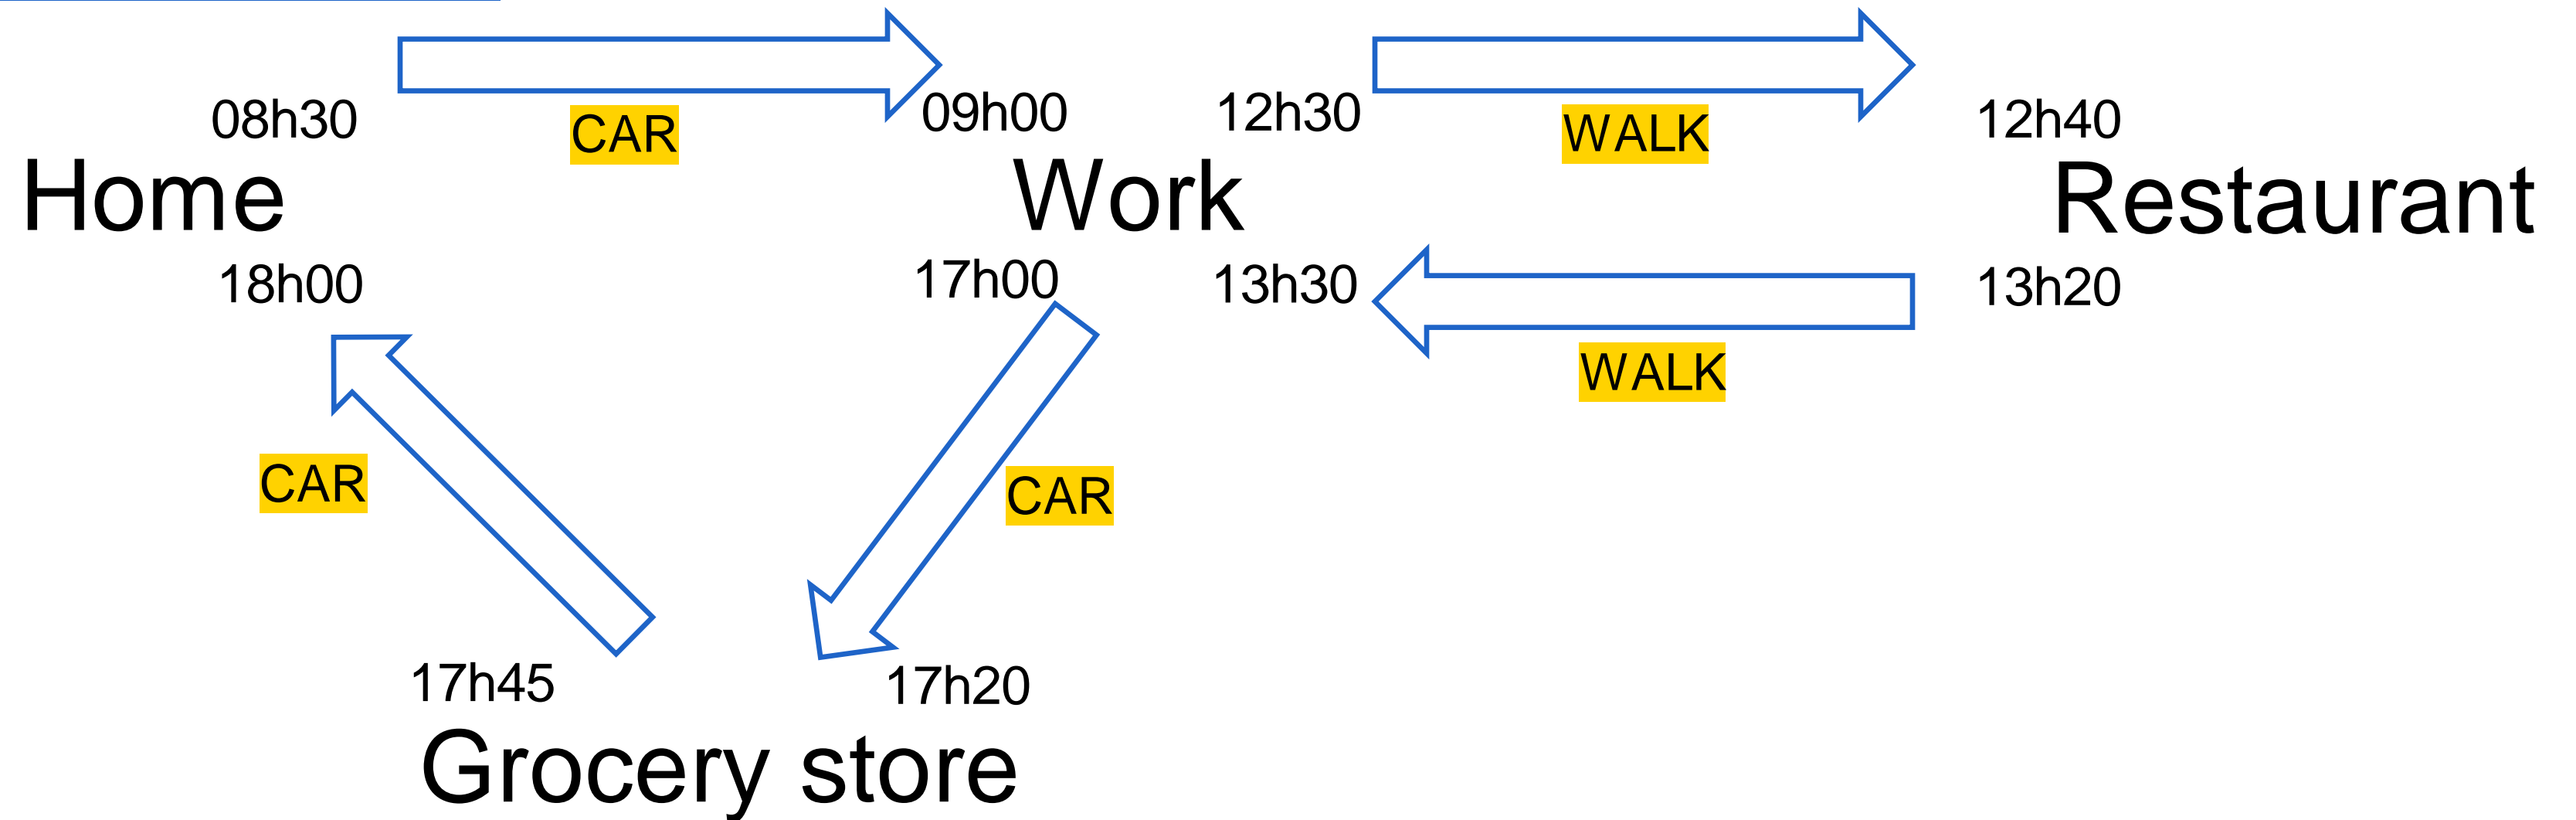 08h30
CAR
09h00
12h30
WALK
12h40
Home
Work
Restaurant
18h00
17h00
13h30
13h20
WALK
CAR
CAR
17h45
17h20
Grocery store